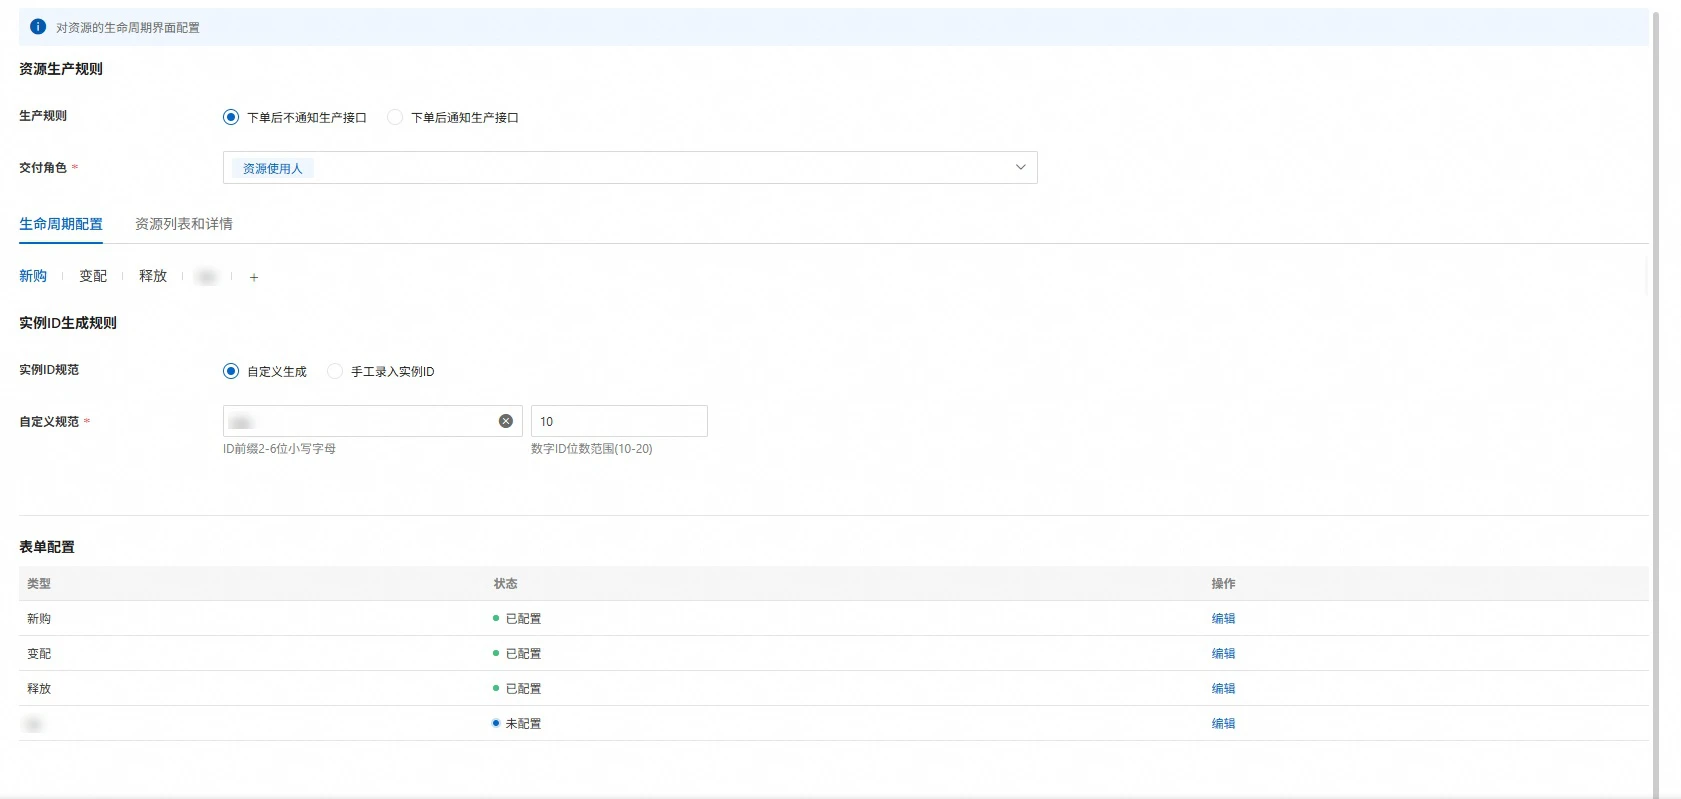 对资源的生命周期界面配置
资源生产规则
生产规则 下单后不通知生产接口 下单后通知生产接口
交付角色 * 资源使用人
生命周期配置 资源列表和详情
新购 变配 释放 +
实例ID生成规则
实例ID规范 自定义生成 手工录入实例ID
自定义规范 * 10
ID前缀2-6位小写字母 数字ID位数范围(10-20)
表单配置
类型 状态 操作
新购 已配置 编辑
变配 已配置 编辑
释放 已配置 编辑
未配置 编辑